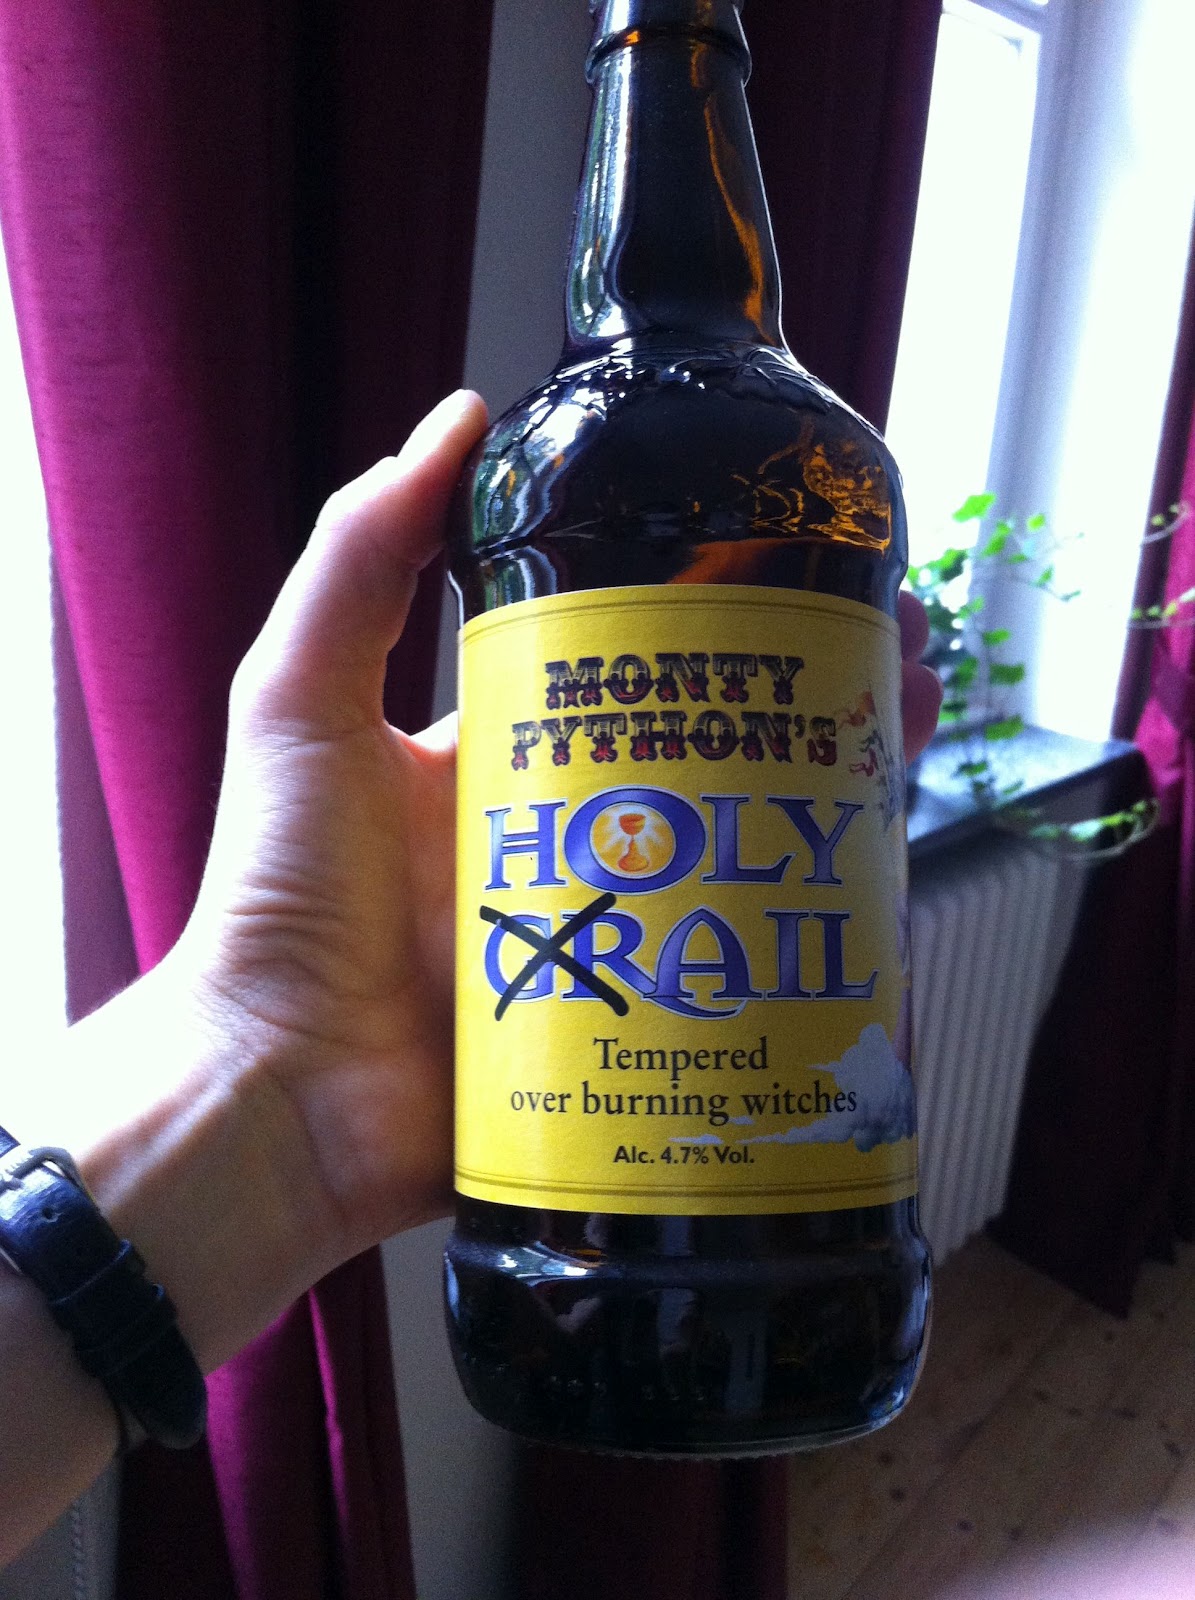 MONTY
PYTHON'S
HOLY
GRAIL
Tempered
over burning witches
Alc. 4.7% Vol.